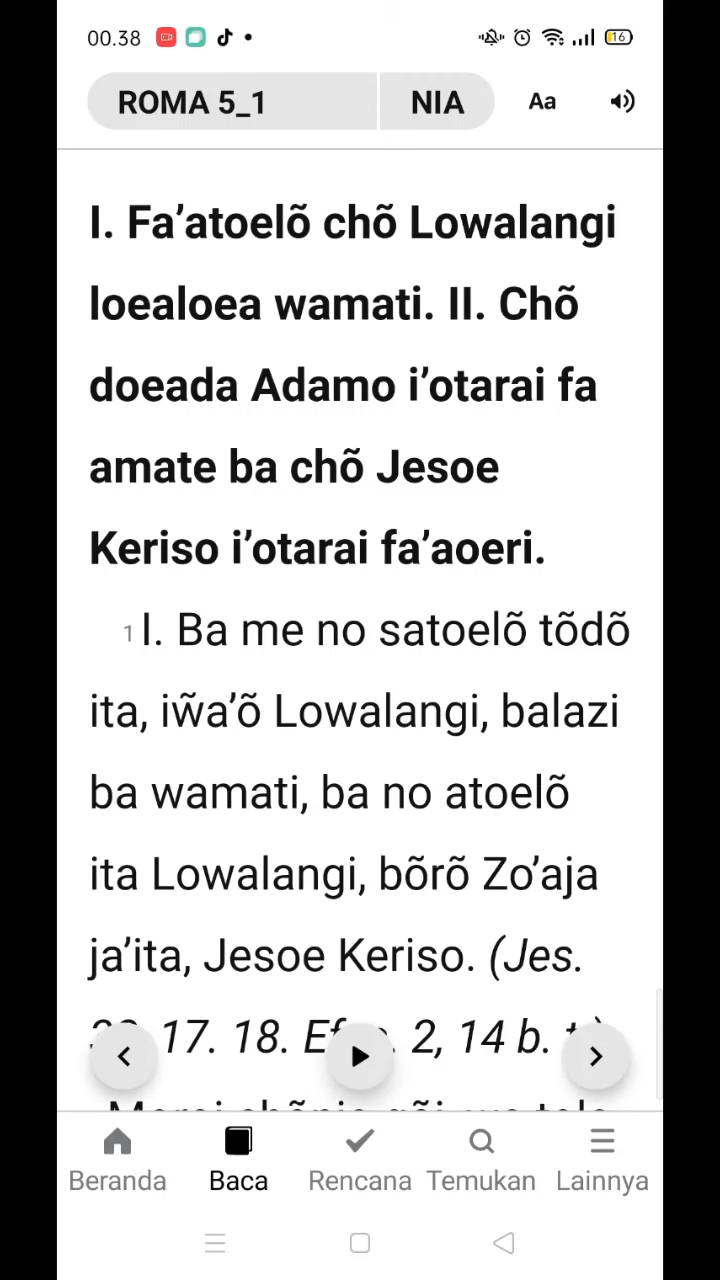 00.38
16
ROMA 5_1 NIA Aa
I. Fa’atoelõ chõ Lowalangi
loealoea wamati. II. Chõ
doeada Adamo i’otarai fa
amate ba chõ Jesoe
Keriso i’otarai fa’aoeri.
1 I. Ba me no satoelõ tõdõ
ita, iw̃a’õ Lowalangi, balazi
ba wamati, ba no atoelõ
ita Lowalangi, bõrõ Zo’aja
ja’ita, Jesoe Keriso. (Jes.
17. 18. 2, 14 b.
Beranda Baca Rencana Temukan Lainnya